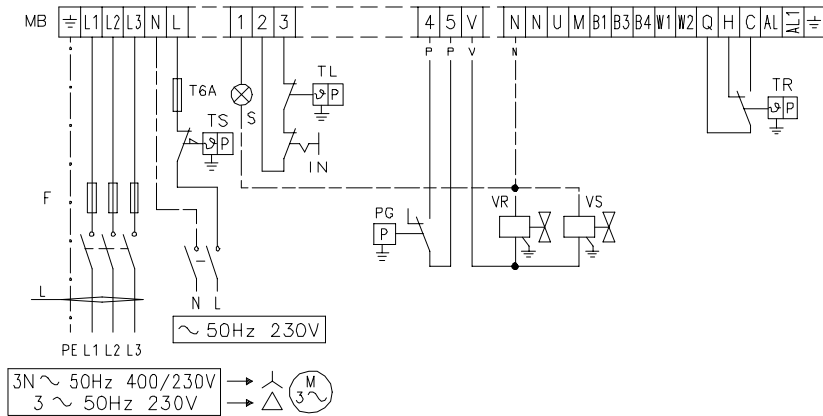 MB ⏚ L1 L2 L3 N L 1 2 3 4 5 V N N U M B1 B3 B4 W1 W2 Q H C AL AL1 ⏚
P P V N
T6A
S
TL
ϑ P
TR
ϑ P
TS
ϑ P
IN
F
PG
P
VR
VS
L
N L
∼ 50Hz 230V
PE L1 L2 L3
3N ∼ 50Hz 400/230V
3 ∼ 50Hz 230V
M
3∼